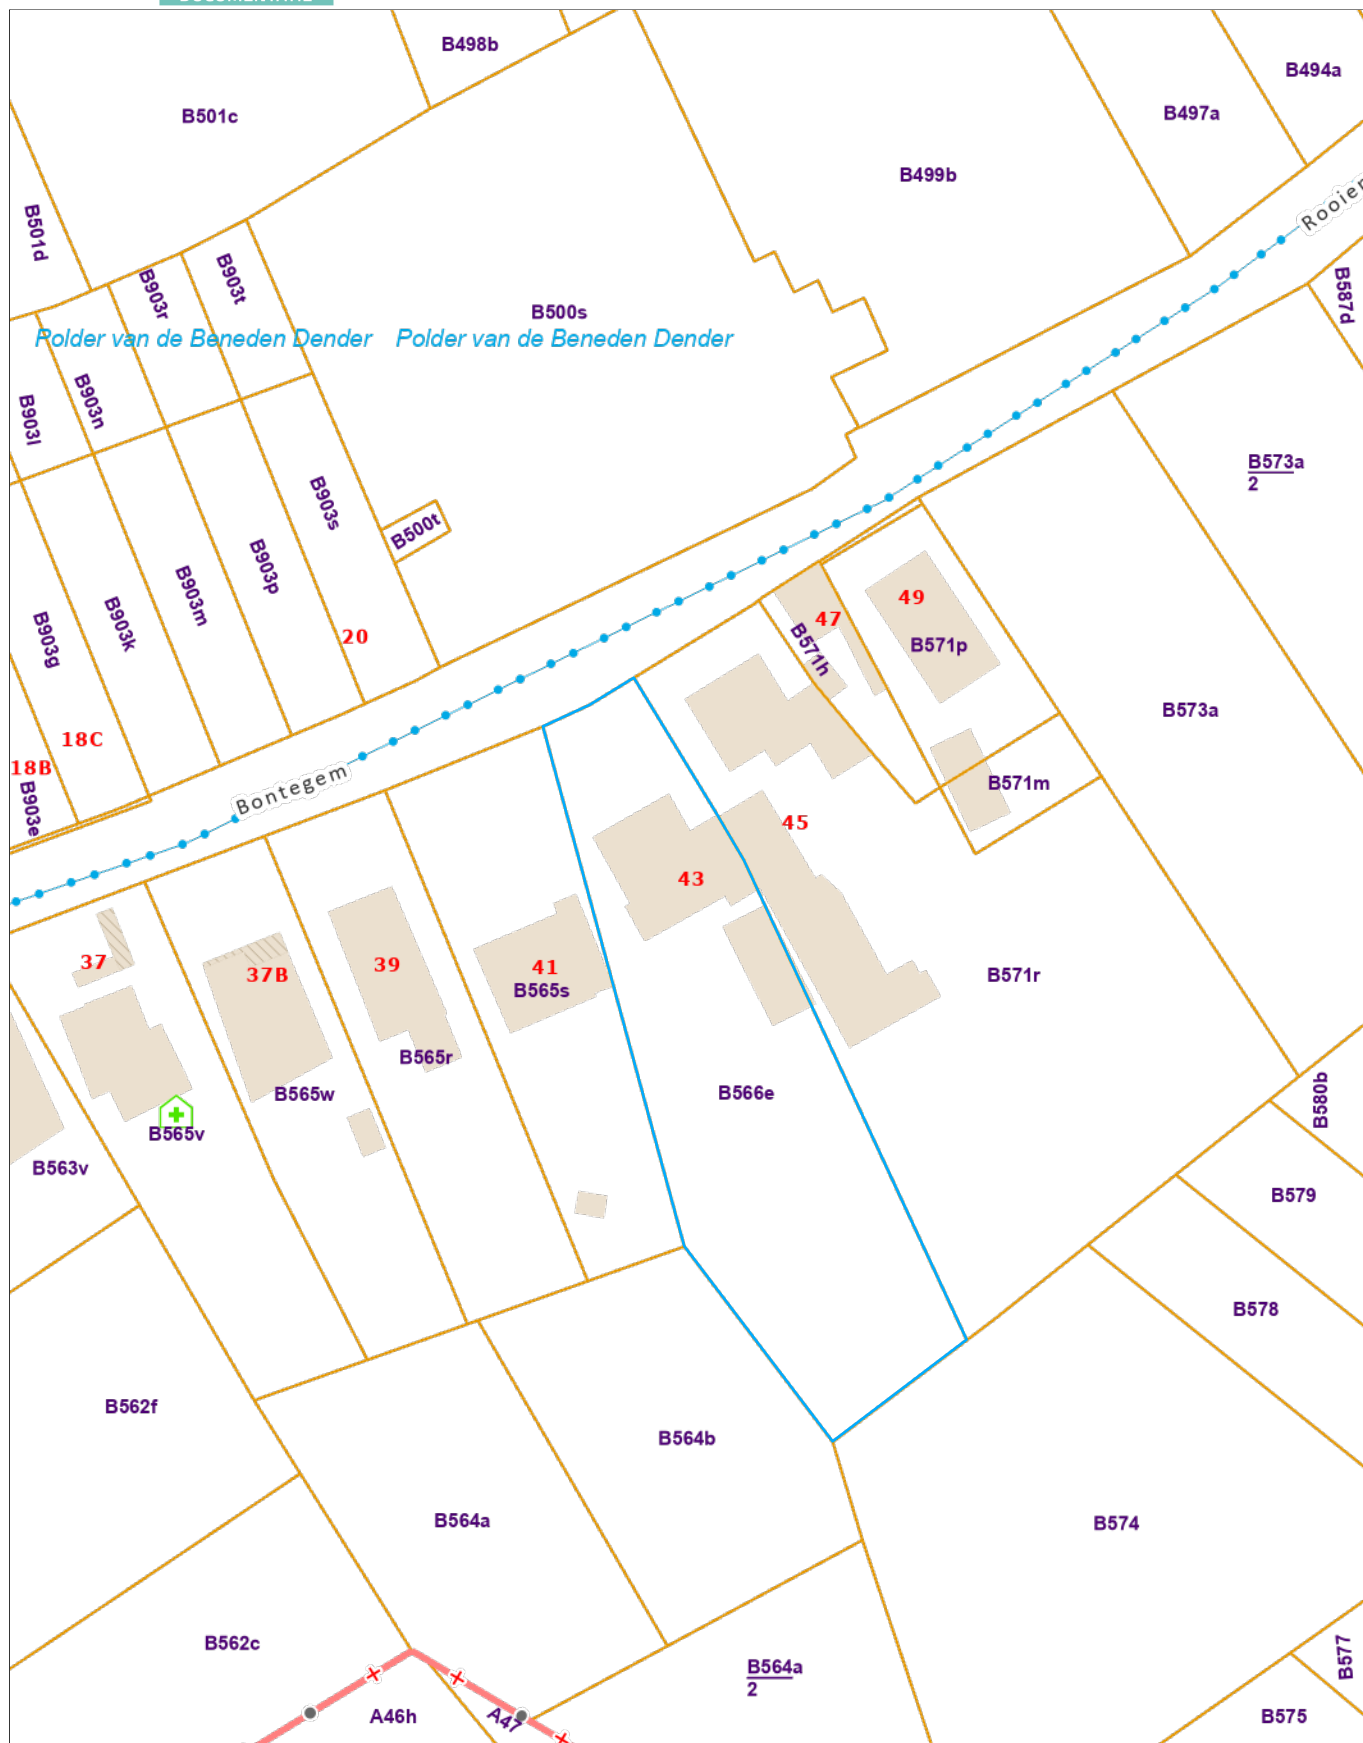 B498b
B494a
B501c
B497a
B499b
Rooier
B501d
B903r
B903t
B587d
B500s
Polder van de Beneden Dender
Polder van de Beneden Dender
B903n
B903l
B573a
2
B903s
B500t
B903p
B903m
B903k
B903g
20
49
47
B571h
B571p
B573a
18C
18B
B903e
Bontegem
B571m
45
43
37
37B
39
41
B565s
B571r
B565r
B565w
B566e
B580b
B565v
B563v
B579
B578
B562f
B564b
B564a
B574
B562c
B577
B564a
2
A46h
A47
B575